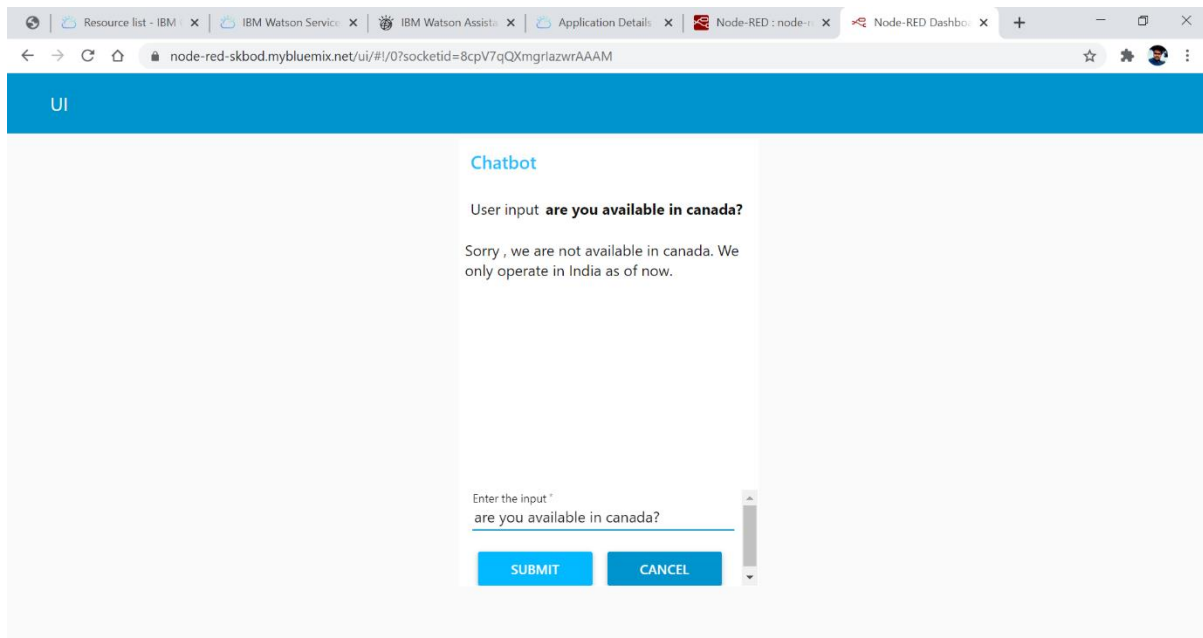 Resource list - IBM
IBM Watson Service
IBM Watson Assista
Application Details
Node-RED : node-r
Node-RED Dashbo
node-red-skbod.mybluemix.net/ui/#!/0?socketid=8cpV7qQXmgrIazwrAAAM
UI
Chatbot
User input are you available in canada?
Sorry , we are not available in canada. We
only operate in India as of now.
Enter the input *
are you available in canada?
SUBMIT CANCEL